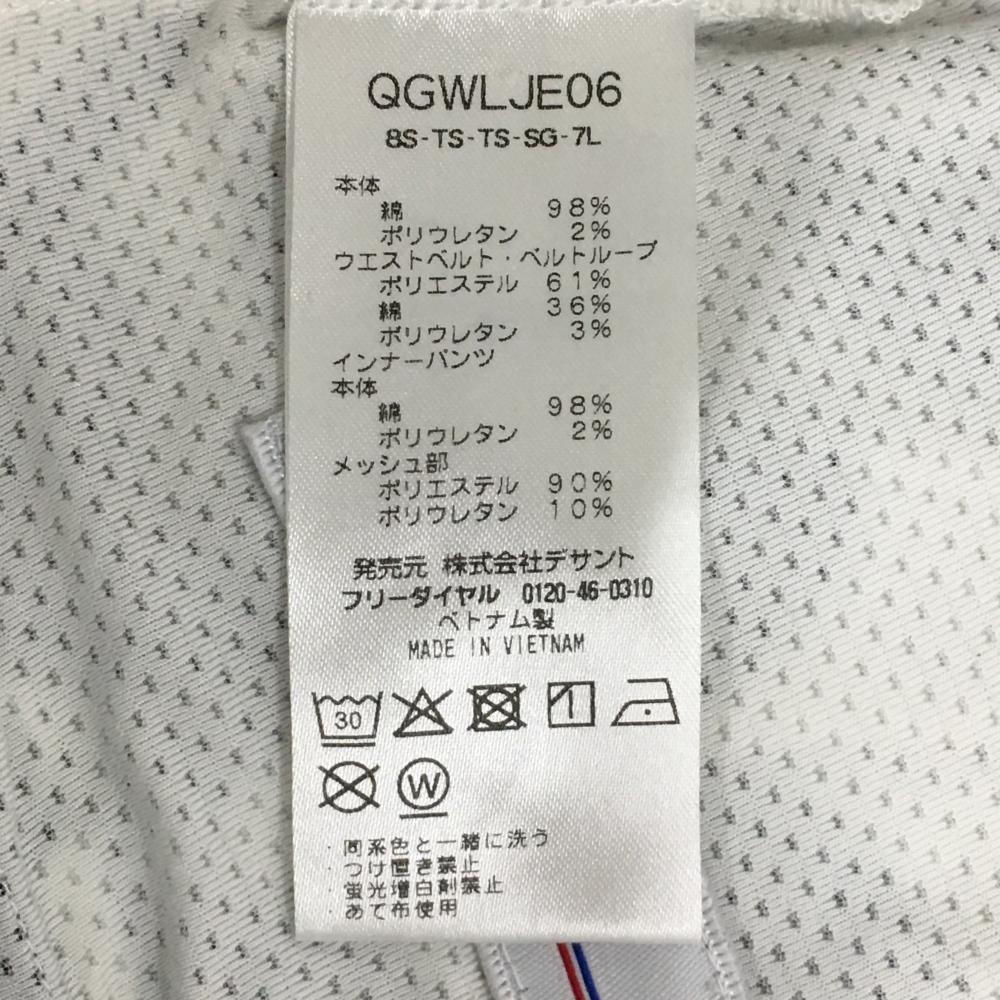 QGWLJE06
8S-TS-TS-SG-7L
本体
綿 98%
ポリウレタン 2%
ウエストベルト・ベルトループ
ポリエステル 61%
綿 36%
ポリウレタン 3%
インナーパンツ
本体
綿 98%
ポリウレタン 2%
メッシュ部
ポリエステル 90%
ポリウレタン 10%
発売元 株式会社デサント
フリーダイヤル 0120-46-0310
ベトナム製
MADE IN VIETNAM
30
W
・同系色と一緒に洗う
・つけ置き禁止
・蛍光増白剤禁止
・あて布使用